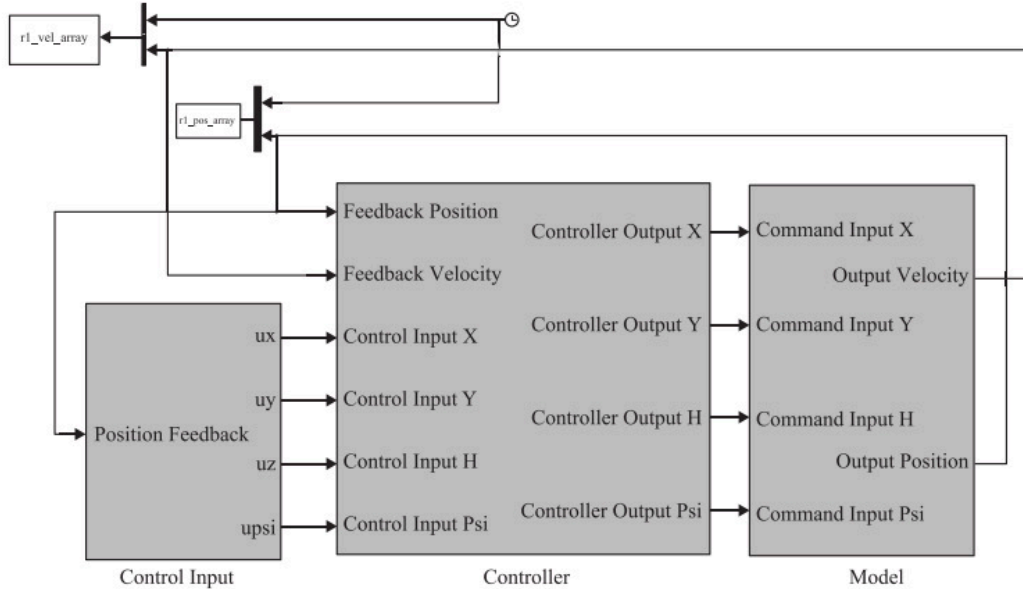 r1_vel_array
r1_pos_array
Feedback Position
Feedback Velocity
Control Input X
Control Input Y
Control Input H
Control Input Psi
Controller Output X
Controller Output Y
Controller Output H
Controller Output Psi
Command Input X
Output Velocity
Command Input Y
Command Input H
Output Position
Command Input Psi
ux
uy
Position Feedback
uz
upsi
Control Input
Controller
Model